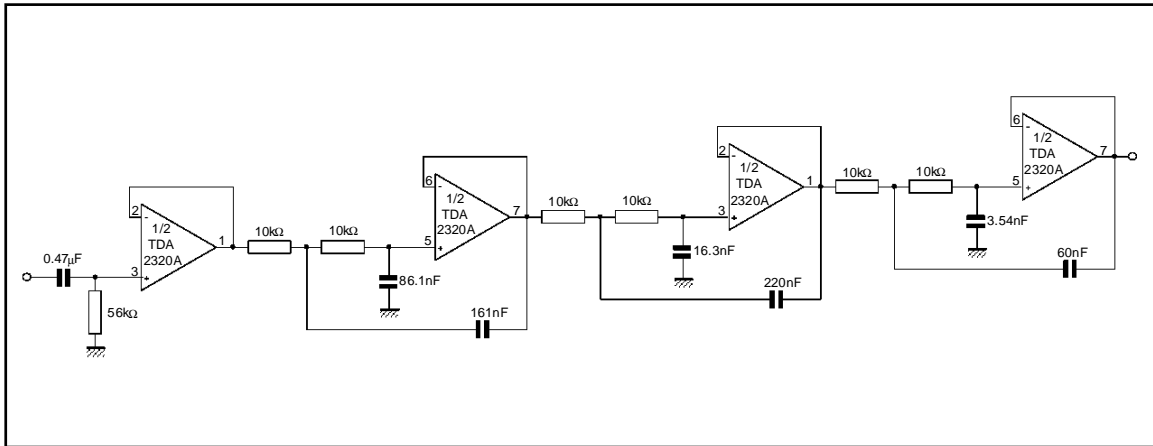 0.47μF
56kΩ
2
-
3
+
1/2
TDA
2320A
1
10kΩ
10kΩ
86.1nF
161nF
6
-
5
+
1/2
TDA
2320A
7
10kΩ
10kΩ
16.3nF
220nF
2
-
3
+
1/2
TDA
2320A
1
10kΩ
10kΩ
3.54nF
60nF
6
-
5
+
1/2
TDA
2320A
7